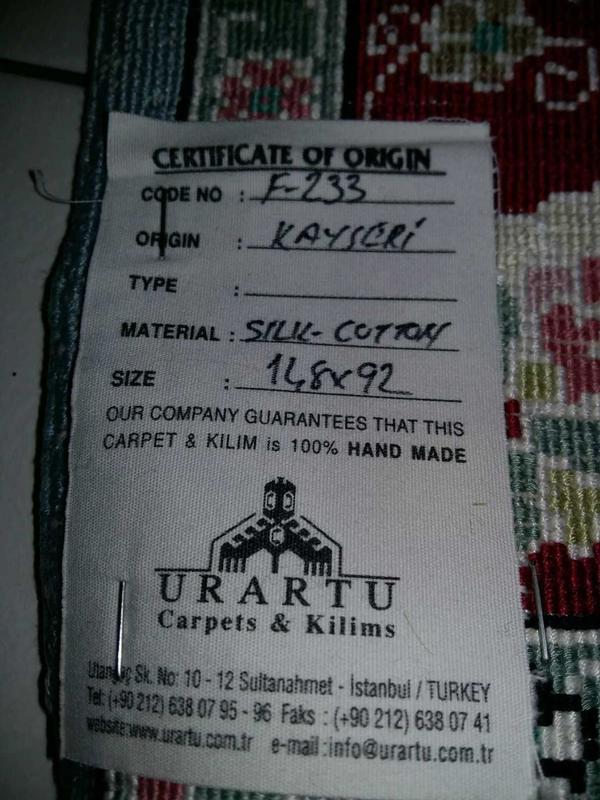 CERTIFICATE OF ORIGIN
CODE NO : F-233
ORIGIN : KAYSERİ
TYPE :
MATERIAL : SILK-COTTON
SIZE : 148x92
OUR COMPANY GUARANTEES THAT THIS
CARPET & KILIM is 100% HAND MADE
URARTU
Carpets & Kilims
Sk. No: 10 - 12 Sultanahmet - İstanbul / TURKEY
Tel: (+90 212) 638 07 95 - 96 Faks : (+90 212) 638 07 41
website:www.urartu.com.tr e-mail:info@urartu.com.tr